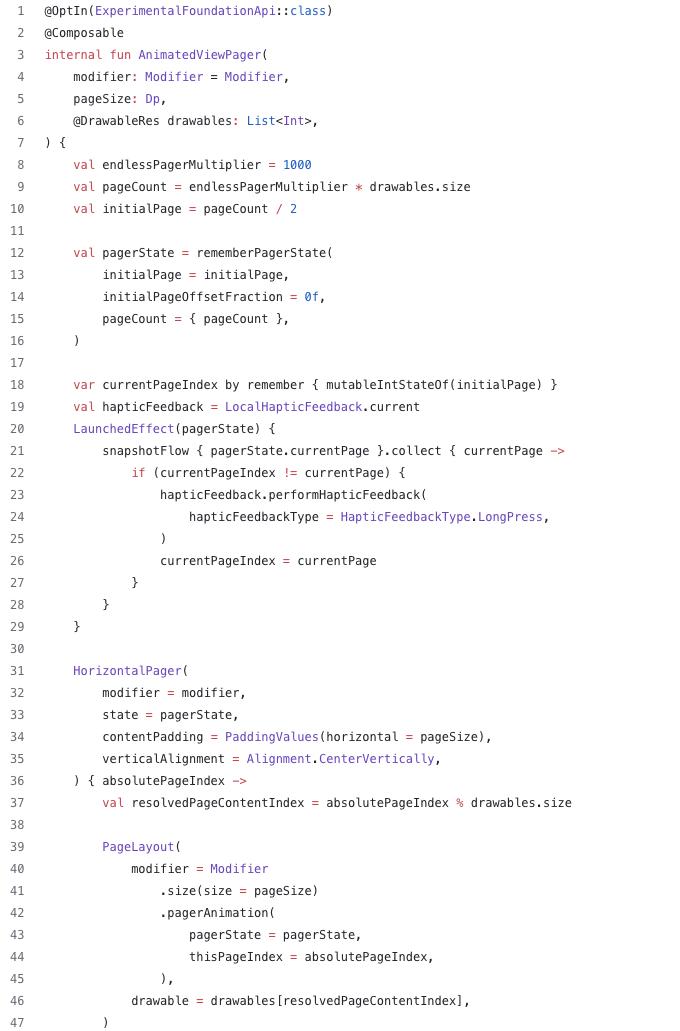 1 @OptIn(ExperimentalFoundationApi::class)
2 @Composable
3 internal fun AnimatedViewPager(
4     modifier: Modifier = Modifier,
5     pageSize: Dp,
6     @DrawableRes drawables: List<Int>,
7 ) {
8     val endlessPagerMultiplier = 1000
9     val pageCount = endlessPagerMultiplier * drawables.size
10     val initialPage = pageCount / 2
11
12     val pagerState = rememberPagerState(
13         initialPage = initialPage,
14         initialPageOffsetFraction = 0f,
15         pageCount = { pageCount },
16     )
17
18     var currentPageIndex by remember { mutableIntStateOf(initialPage) }
19     val hapticFeedback = LocalHapticFeedback.current
20     LaunchedEffect(pagerState) {
21         snapshotFlow { pagerState.currentPage }.collect { currentPage ->
22             if (currentPageIndex != currentPage) {
23                 hapticFeedback.performHapticFeedback(
24                     hapticFeedbackType = HapticFeedbackType.LongPress,
25                 )
26                 currentPageIndex = currentPage
27             }
28         }
29     }
30
31     HorizontalPager(
32         modifier = modifier,
33         state = pagerState,
34         contentPadding = PaddingValues(horizontal = pageSize),
35         verticalAlignment = Alignment.CenterVertically,
36     ) { absolutePageIndex ->
37         val resolvedPageContentIndex = absolutePageIndex % drawables.size
38
39         PageLayout(
40             modifier = Modifier
41                 .size(size = pageSize)
42                 .pagerAnimation(
43                     pagerState = pagerState,
44                     thisPageIndex = absolutePageIndex,
45                 ),
46             drawable = drawables[resolvedPageContentIndex],
47         )